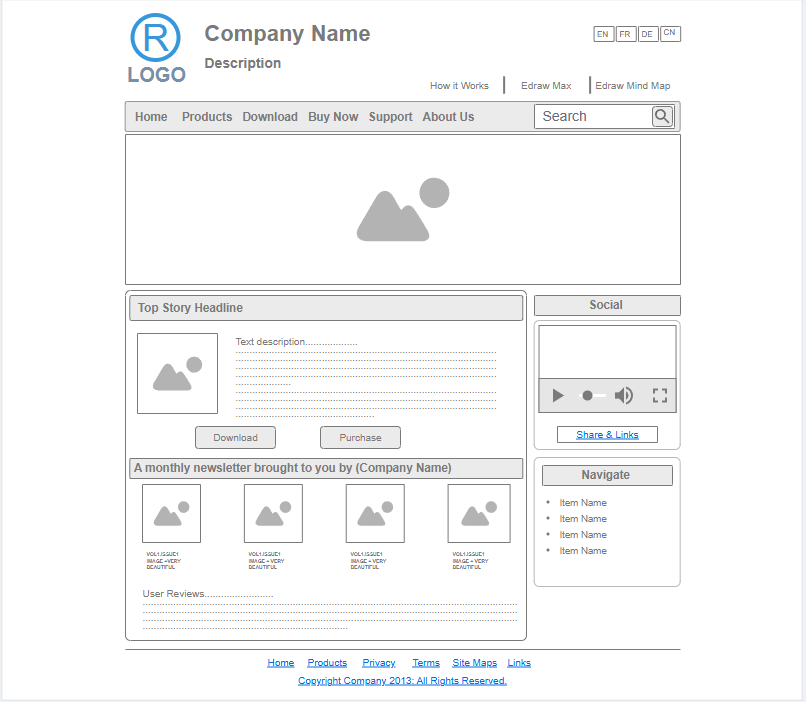 R
LOGO
Company Name
Description
EN FR DE CN
How it Works Edraw Max Edraw Mind Map
Home Products Download Buy Now Support About Us Search
Top Story Headline
Text description...................
Download Purchase
A monthly newsletter brought to you by (Company Name)
VOL1.ISSUE1 VOL1.ISSUE1 VOL1.ISSUE1 VOL1.ISSUE1
IMAGE =VERY IMAGE =VERY IMAGE =VERY IMAGE =VERY
BEAUTIFUL BEAUTIFUL BEAUTIFUL BEAUTIFUL
User Reviews.........................
Social
Share & Links
Navigate
• Item Name
• Item Name
• Item Name
• Item Name
Home Products Privacy Terms Site Maps Links
Copyright Company 2013: All Rights Reserved.